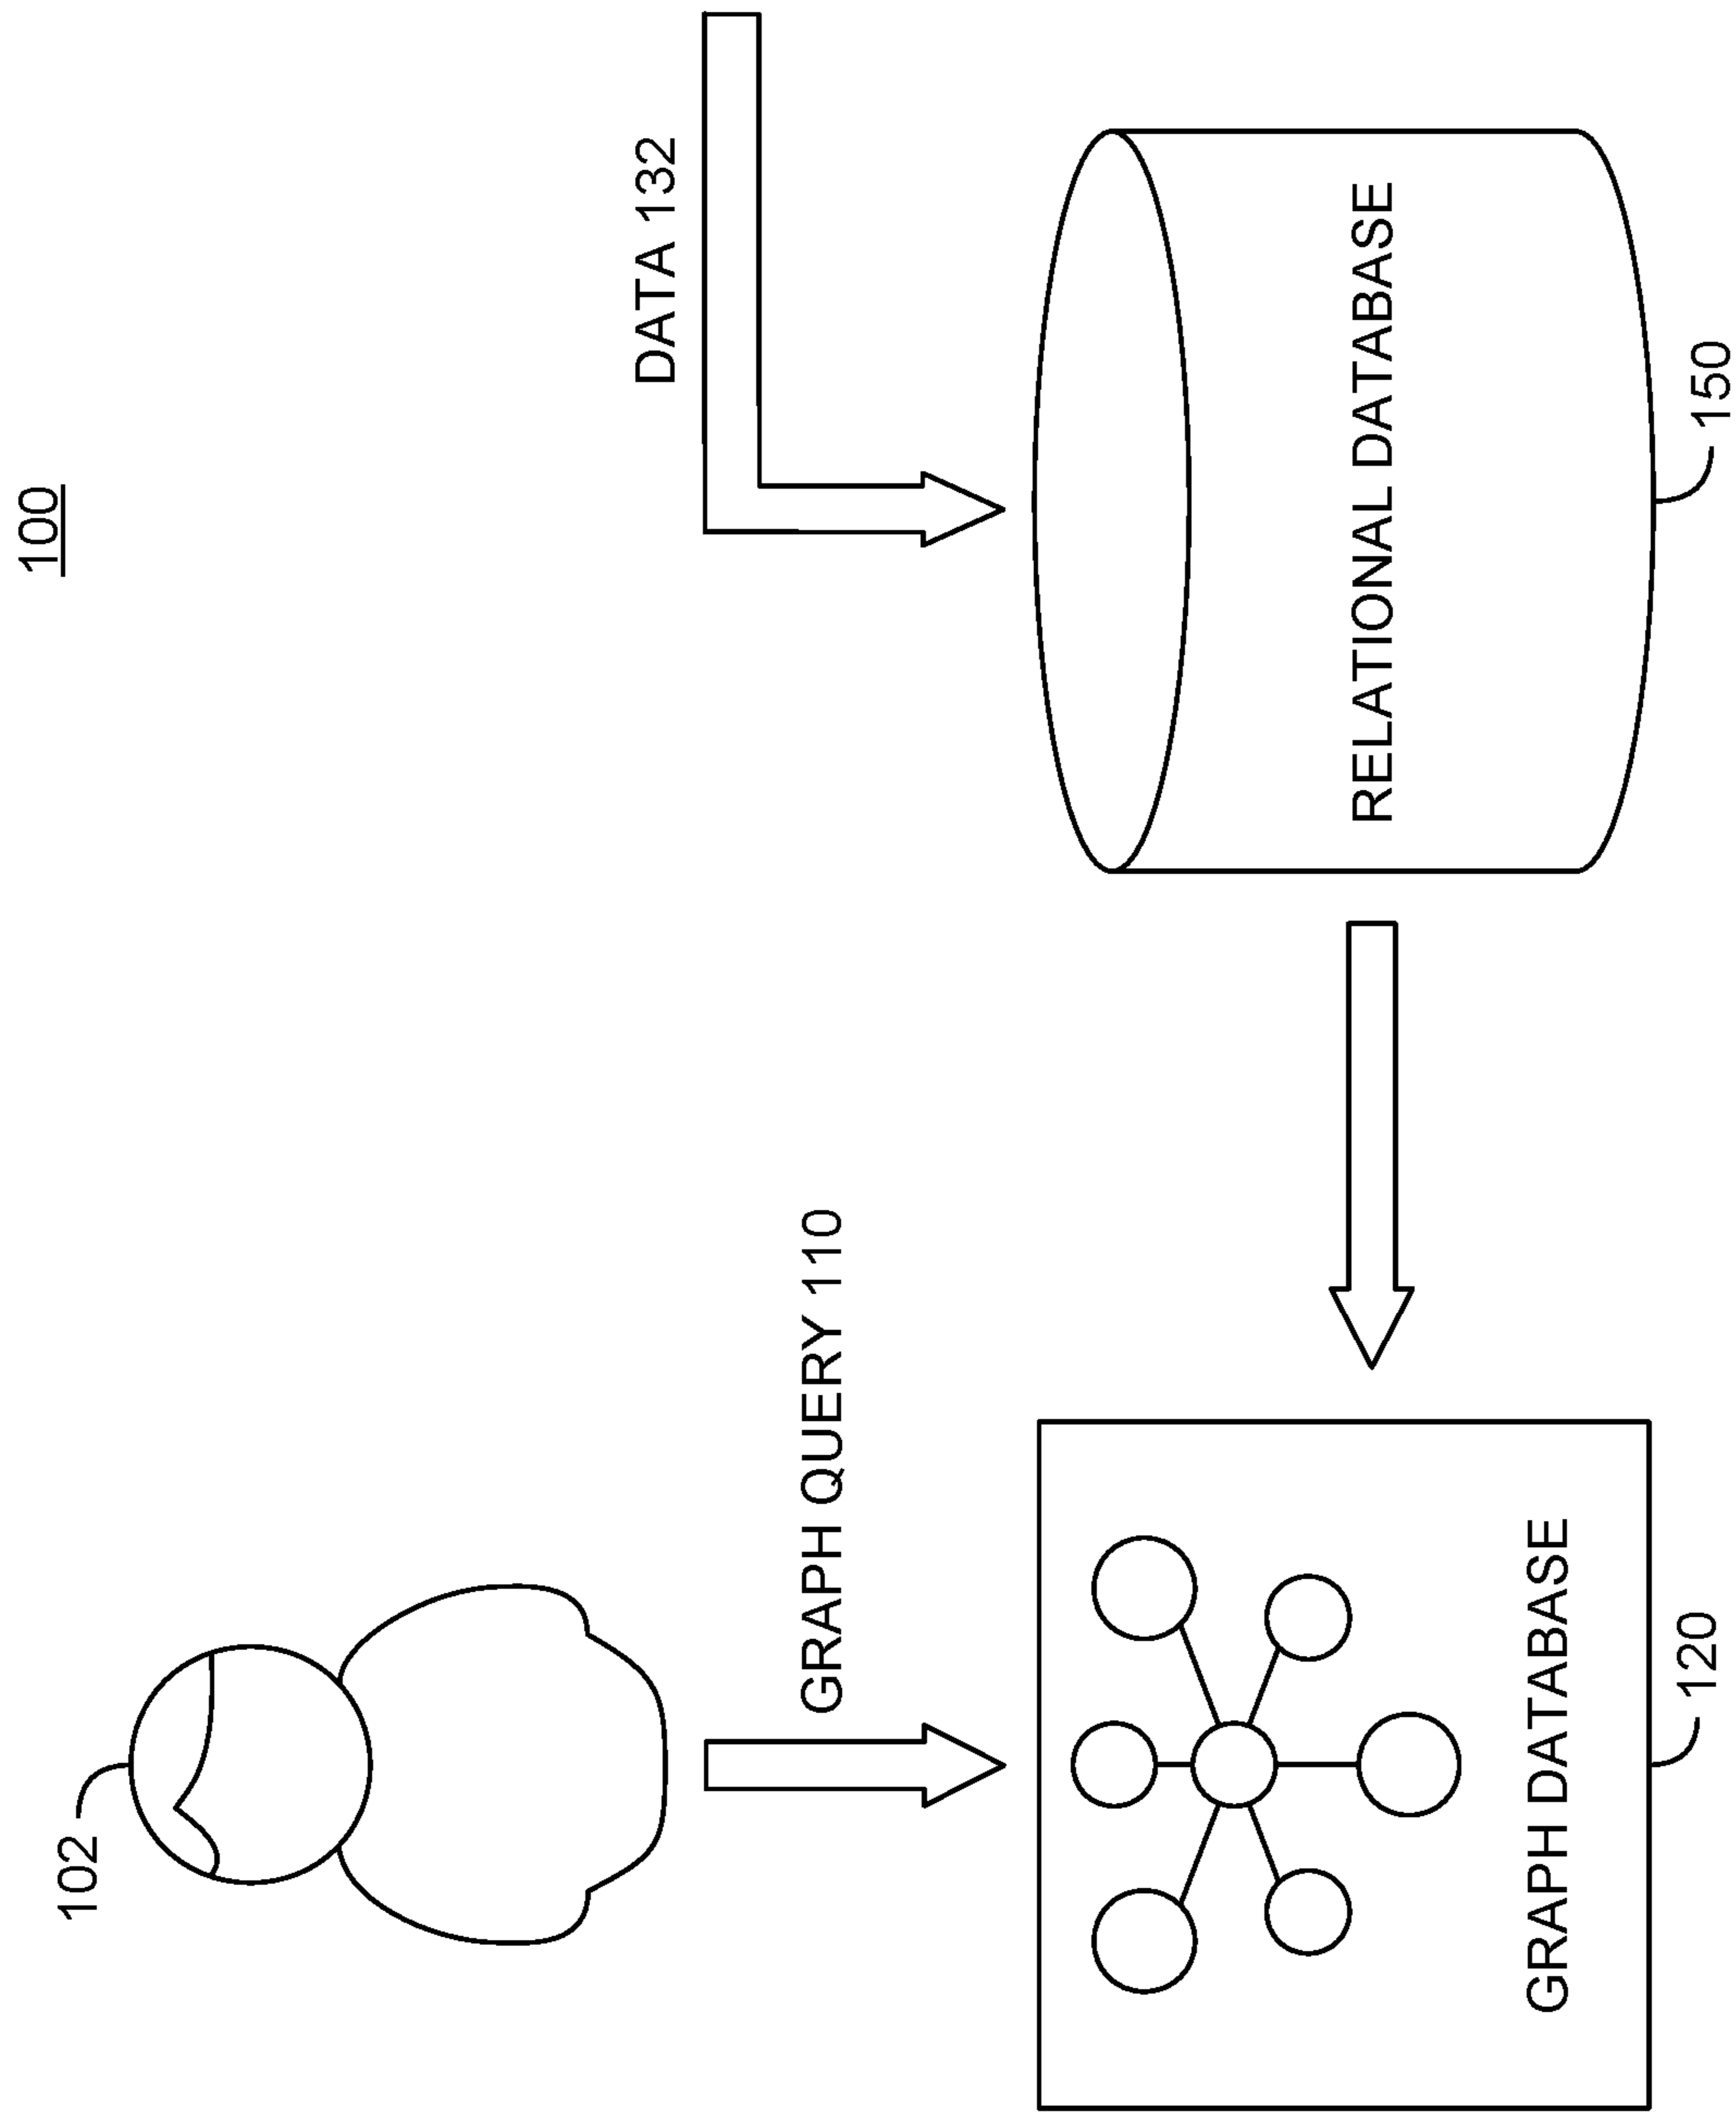 100
102
GRAPH QUERY 110
DATA 132
GRAPH DATABASE
RELATIONAL DATABASE
120
150